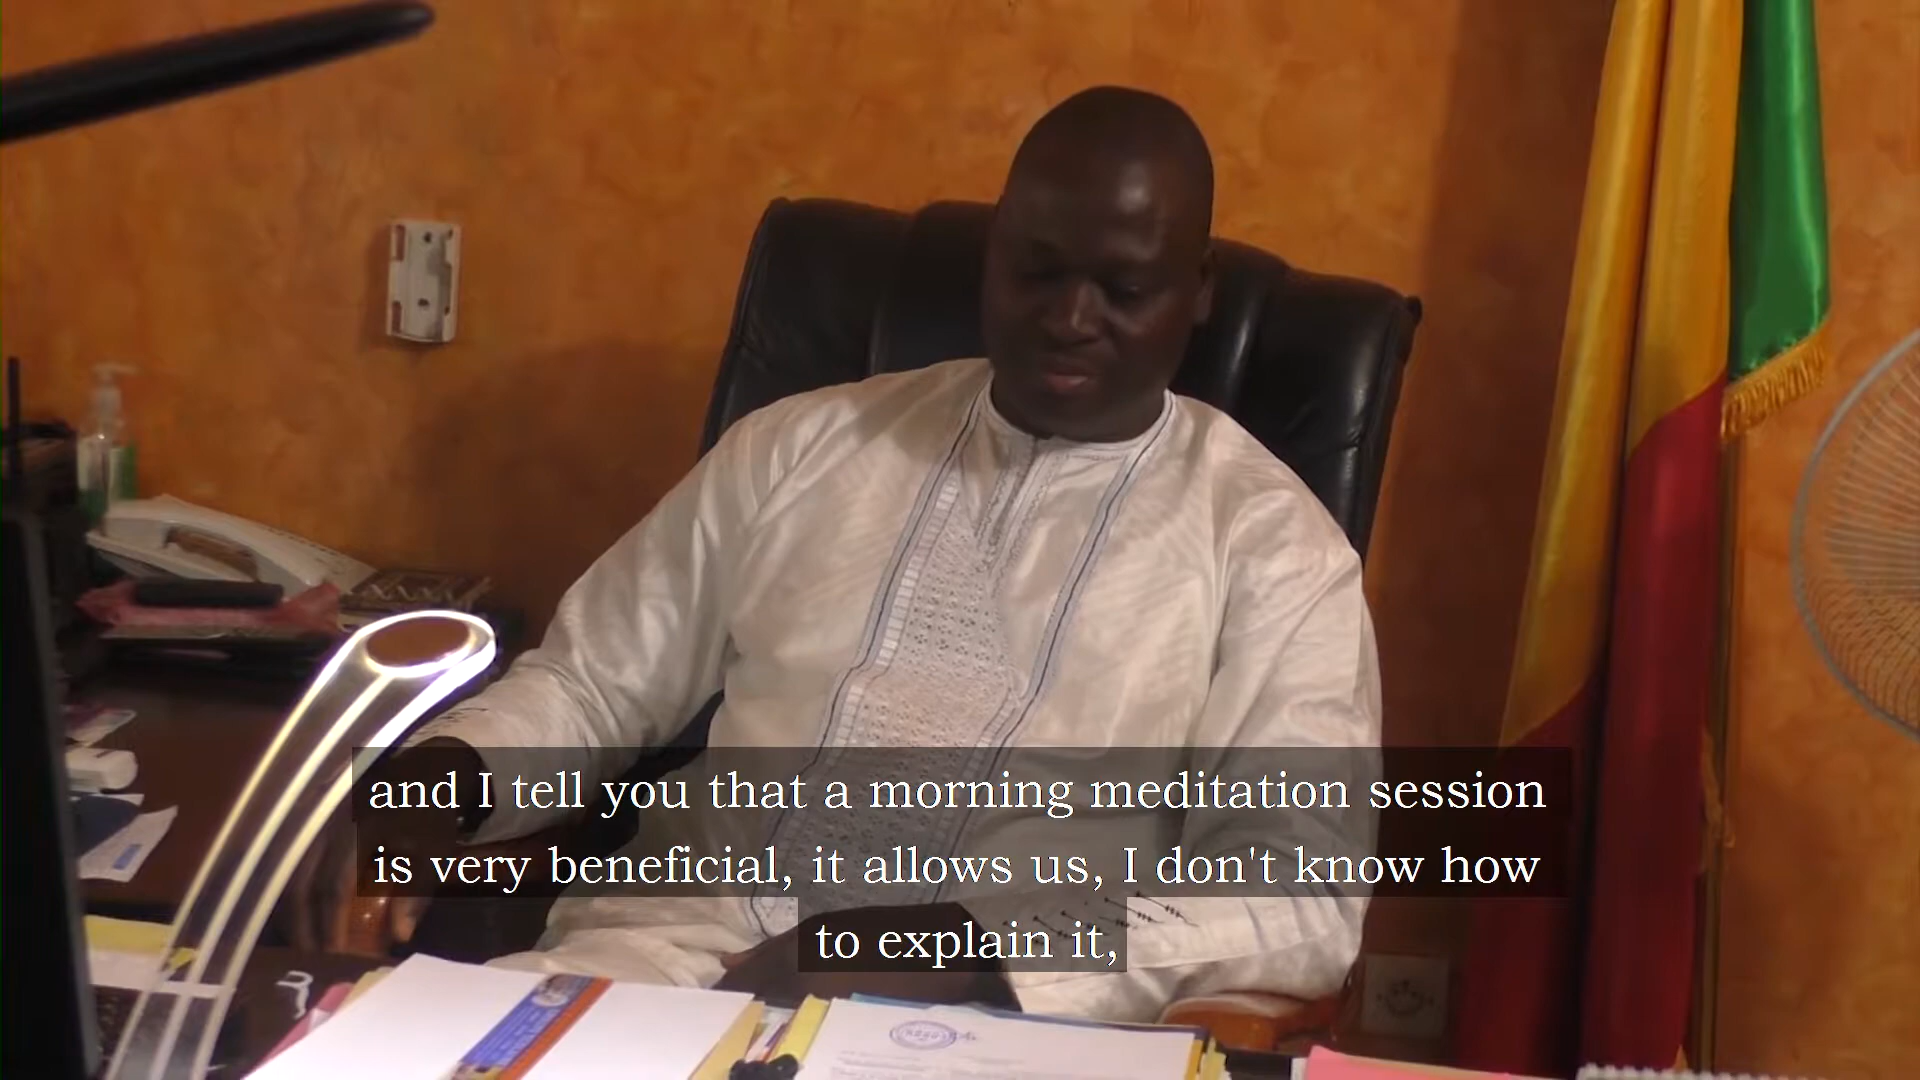 and I tell you that a morning meditation session
is very beneficial, it allows us, I don't know how
to explain it,